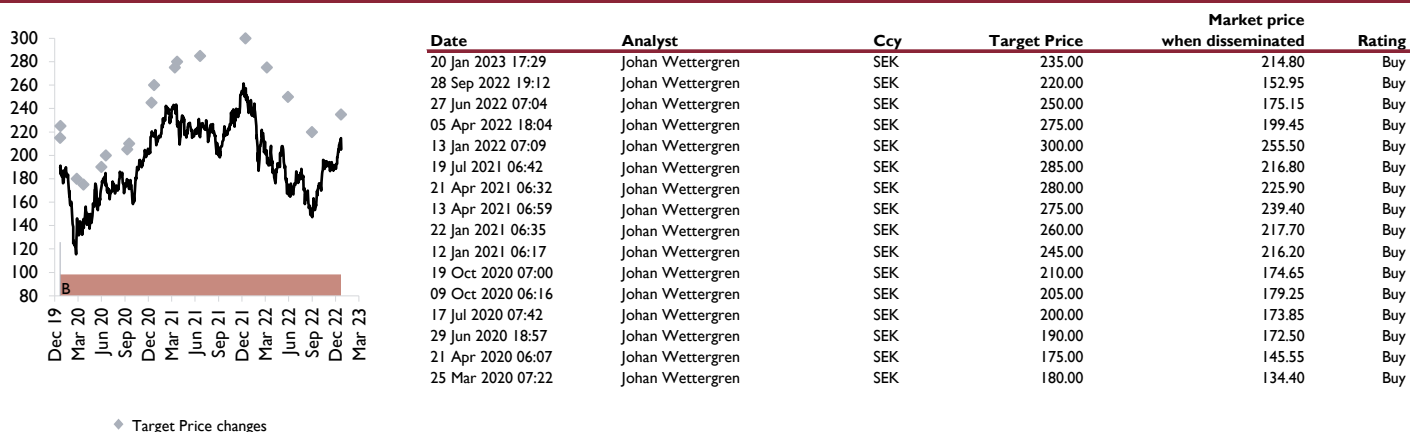 300
280
260
240
220
200
180
160
140
120
100
80
B
Dec 19
Mar 20
Jun 20
Sep 20
Dec 20
Mar 21
Jun 21
Sep 21
Dec 21
Mar 22
Jun 22
Sep 22
Dec 22
Mar 23
Target Price changes
Date Analyst Ccy Target Price Market price when disseminated Rating
20 Jan 2023 17:29 Johan Wettergren SEK 235.00 214.80 Buy
28 Sep 2022 19:12 Johan Wettergren SEK 220.00 152.95 Buy
27 Jun 2022 07:04 Johan Wettergren SEK 250.00 175.15 Buy
05 Apr 2022 18:04 Johan Wettergren SEK 275.00 199.45 Buy
13 Jan 2022 07:09 Johan Wettergren SEK 300.00 255.50 Buy
19 Jul 2021 06:42 Johan Wettergren SEK 285.00 216.80 Buy
21 Apr 2021 06:32 Johan Wettergren SEK 280.00 225.90 Buy
13 Apr 2021 06:59 Johan Wettergren SEK 275.00 239.40 Buy
22 Jan 2021 06:35 Johan Wettergren SEK 260.00 217.70 Buy
12 Jan 2021 06:17 Johan Wettergren SEK 245.00 216.20 Buy
19 Oct 2020 07:00 Johan Wettergren SEK 210.00 174.65 Buy
09 Oct 2020 06:16 Johan Wettergren SEK 205.00 179.25 Buy
17 Jul 2020 07:42 Johan Wettergren SEK 200.00 173.85 Buy
29 Jun 2020 18:57 Johan Wettergren SEK 190.00 172.50 Buy
21 Apr 2020 06:07 Johan Wettergren SEK 175.00 145.55 Buy
25 Mar 2020 07:22 Johan Wettergren SEK 180.00 134.40 Buy